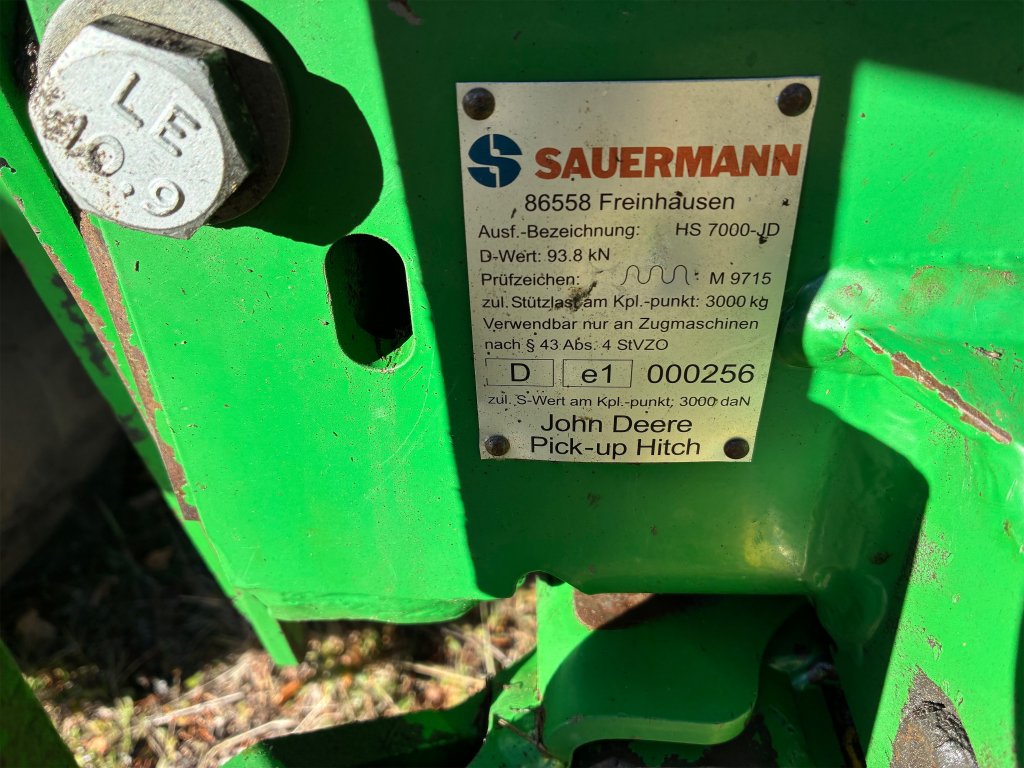 LE
10.9
SAUERMANN
86558 Freinhausen
Ausf.-Bezeichnung: HS 7000-JD
D-Wert: 93.8 kN
Prüfzeichen: M 9715
zul. Stützlast am Kpl.-punkt: 3000 kg
Verwendbar nur an Zugmaschinen
nach § 43 Abs. 4 StVZO
D e1 000256
zul. S-Wert am Kpl.-punkt: 3000 daN
John Deere
Pick-up Hitch